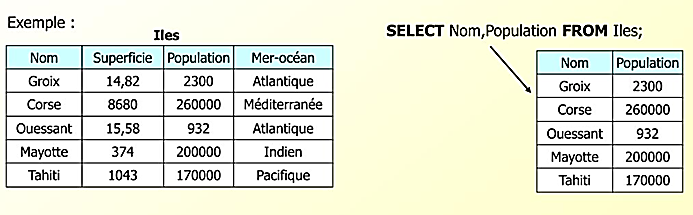 Exemple :
Iles
Nom Superficie Population Mer-océan
Groix 14,82 2300 Atlantique
Corse 8680 260000 Méditerranée
Ouessant 15,58 932 Atlantique
Mayotte 374 200000 Indien
Tahiti 1043 170000 Pacifique
SELECT Nom,Population FROM Iles;
Nom Population
Groix 2300
Corse 260000
Ouessant 932
Mayotte 200000
Tahiti 170000